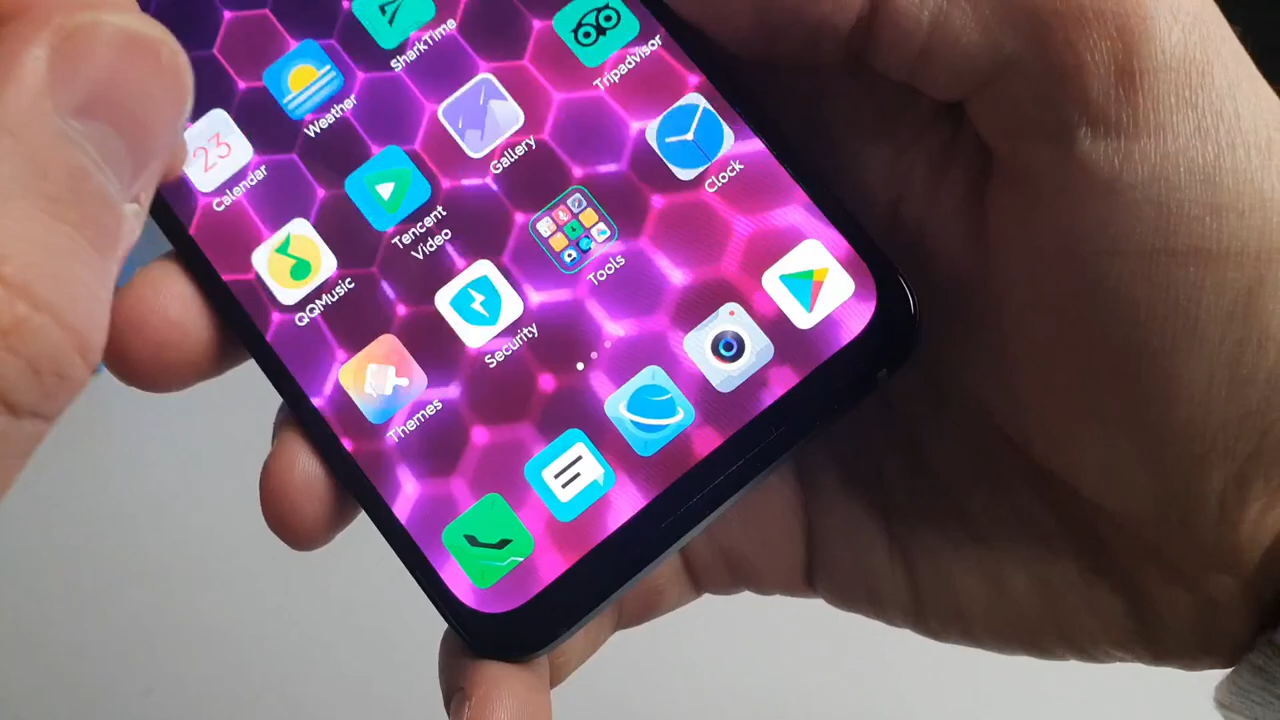 SharkTime
Tripadvisor
Weather
Gallery
Clock
23
Calendar
Tencent
Video
Tools
QQMusic
Security
Themes